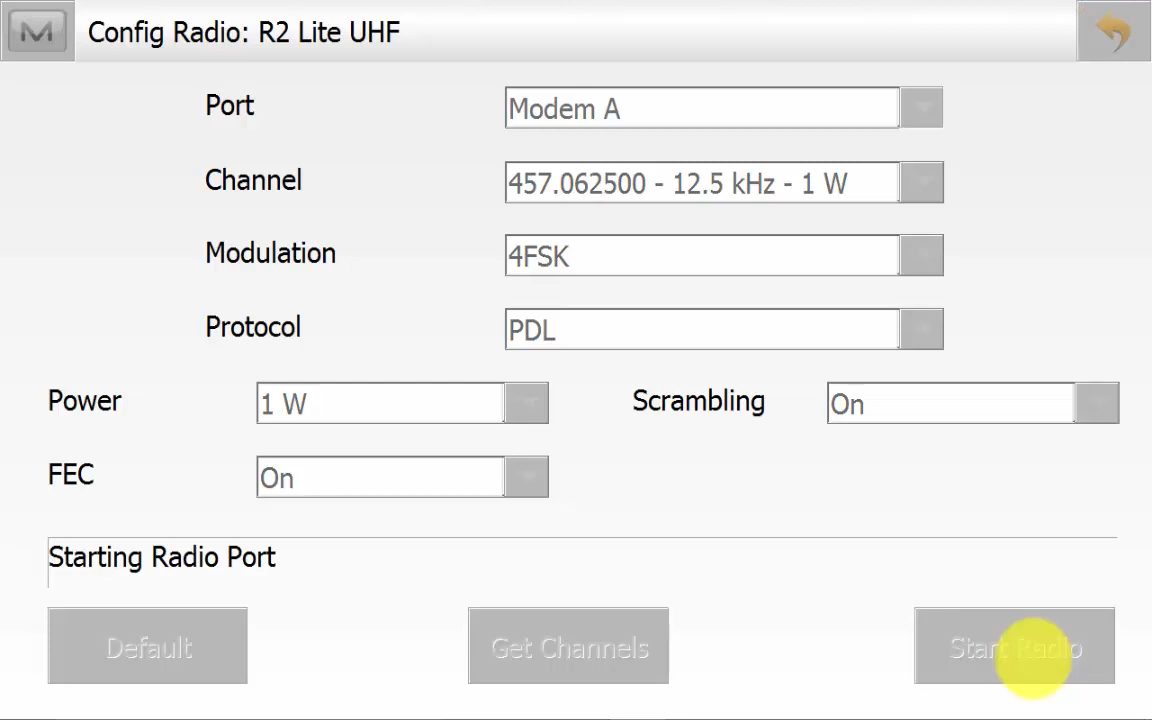 M
Config Radio: R2 Lite UHF
Port
Modem A
Channel
457.062500 - 12.5 kHz - 1 W
Modulation
4FSK
Protocol
PDL
Power
1 W
Scrambling
On
FEC
On
Starting Radio Port
Default
Get Channels
Start Radio